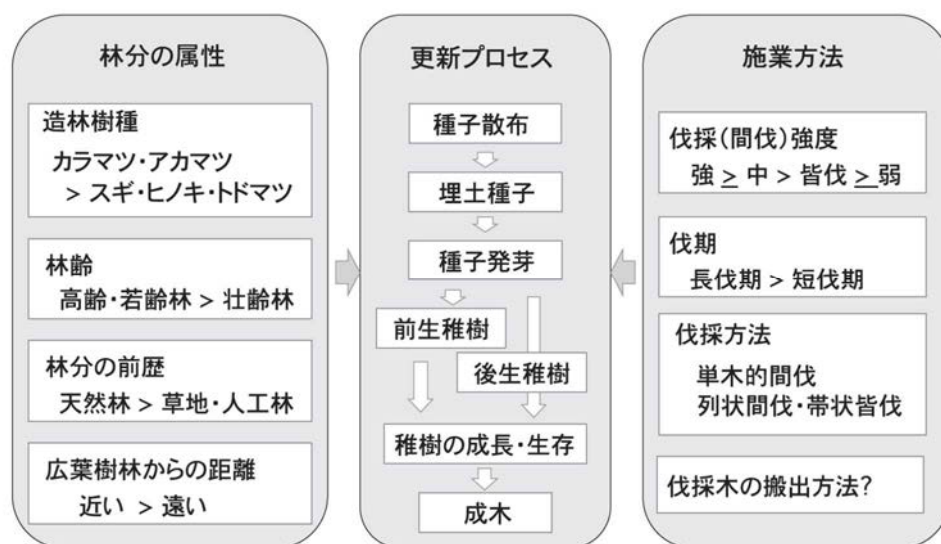 林分の属性
造林樹種
カラマツ・アカマツ
> スギ・ヒノキ・トドマツ
林齢
高齢・若齢林 > 壮齢林
林分の前歴
天然林 > 草地・人工林
広葉樹林からの距離
近い > 遠い
更新プロセス
種子散布
埋土種子
種子発芽
前生稚樹
後生稚樹
稚樹の成長・生存
成木
施業方法
伐採(間伐)強度
強 ≥ 中 > 皆伐 ≥ 弱
伐期
長伐期 > 短伐期
伐採方法
単木的間伐
列状間伐・帯状皆伐
伐採木の搬出方法?